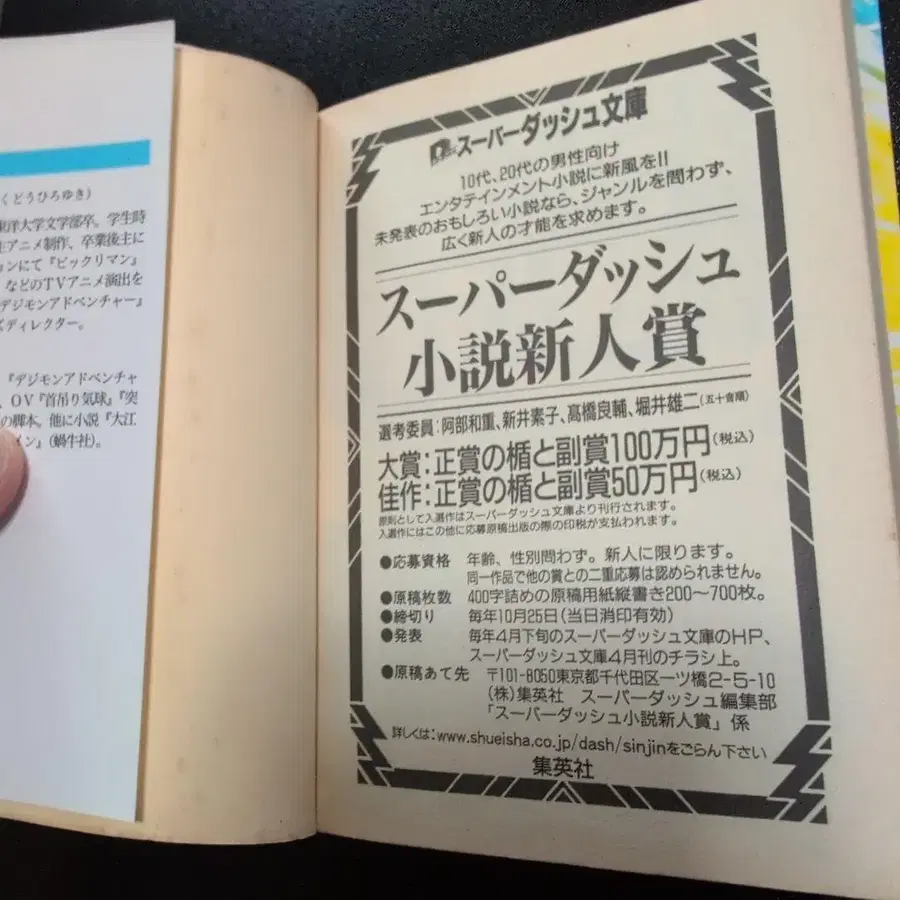 くどうひろゆき）
東洋大学文学部卒。学生時
アニメ制作、卒業後主に
ョンにて『ビックリマン』
などのTVアニメ演出を
デジモンアドベンチャー』
ズディレクター。
『デジモンアドベンチャ
、OV『首吊り気球』『突
の脚本。他に小説『大江
メン』（蝸牛社）。
スーパーダッシュ文庫
10代、20代の男性向け
エンタテインメント小説に新風を!!
未発表のおもしろい小説なら、ジャンルを問わず、
広く新人の才能を求めます。
スーパーダッシュ
小説新人賞
選考委員：阿部和重、新井素子、髙橋良輔、堀井雄二（五十音順）
大賞：正賞の楯と副賞100万円（税込）
佳作：正賞の楯と副賞50万円（税込）
原則として入選作はスーパーダッシュ文庫より刊行されます。
入選作にはこの他に応募原稿出版の際の印税が支払われます。
●応募資格 年齢、性別問わず。新人に限ります。
同一作品で他の賞との二重応募は認められません。
●原稿枚数 400字詰めの原稿用紙縦書き200〜700枚。
●締切り 毎年10月25日（当日消印有効）
●発表 毎年4月下旬のスーパーダッシュ文庫のHP、
スーパーダッシュ文庫4月刊のチラシ上。
●原稿あて先 〒101-8050東京都千代田区一ツ橋2-5-10
（株）集英社 スーパーダッシュ編集部
「スーパーダッシュ小説新人賞」係
詳しくは：www.shueisha.co.jp/dash/sinjinをごらん下さい
集英社